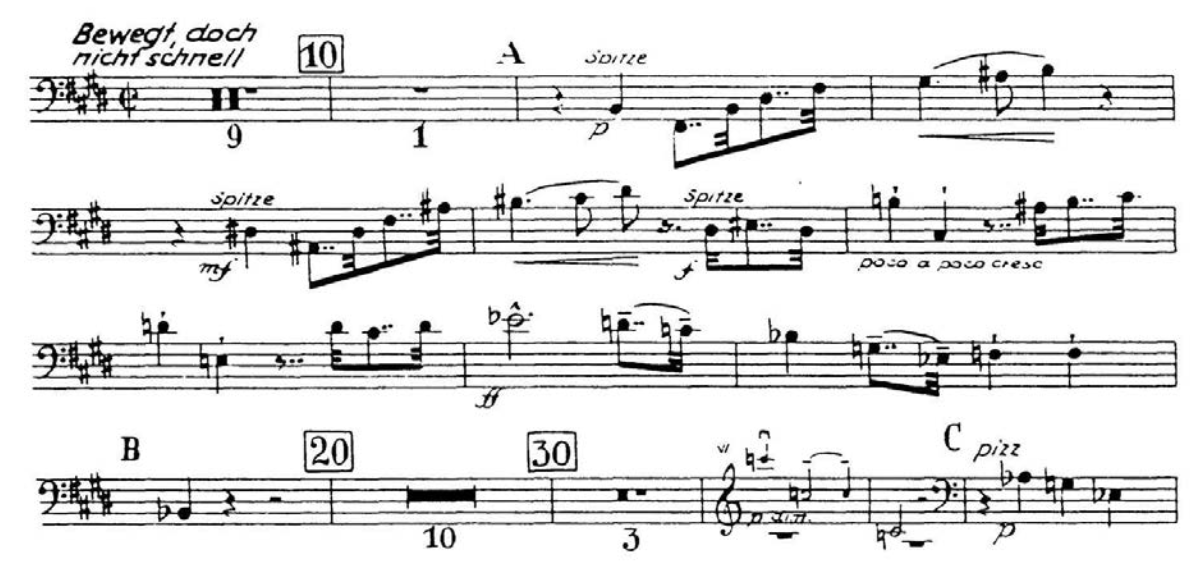 Bewegt, doch
nicht schnell
10
A
Spitze
9
1
p
Spitze
Spitze
mf
f
poco a poco cresc
ff
B
20
30
VI
C
pizz
p dim.
10
3
p